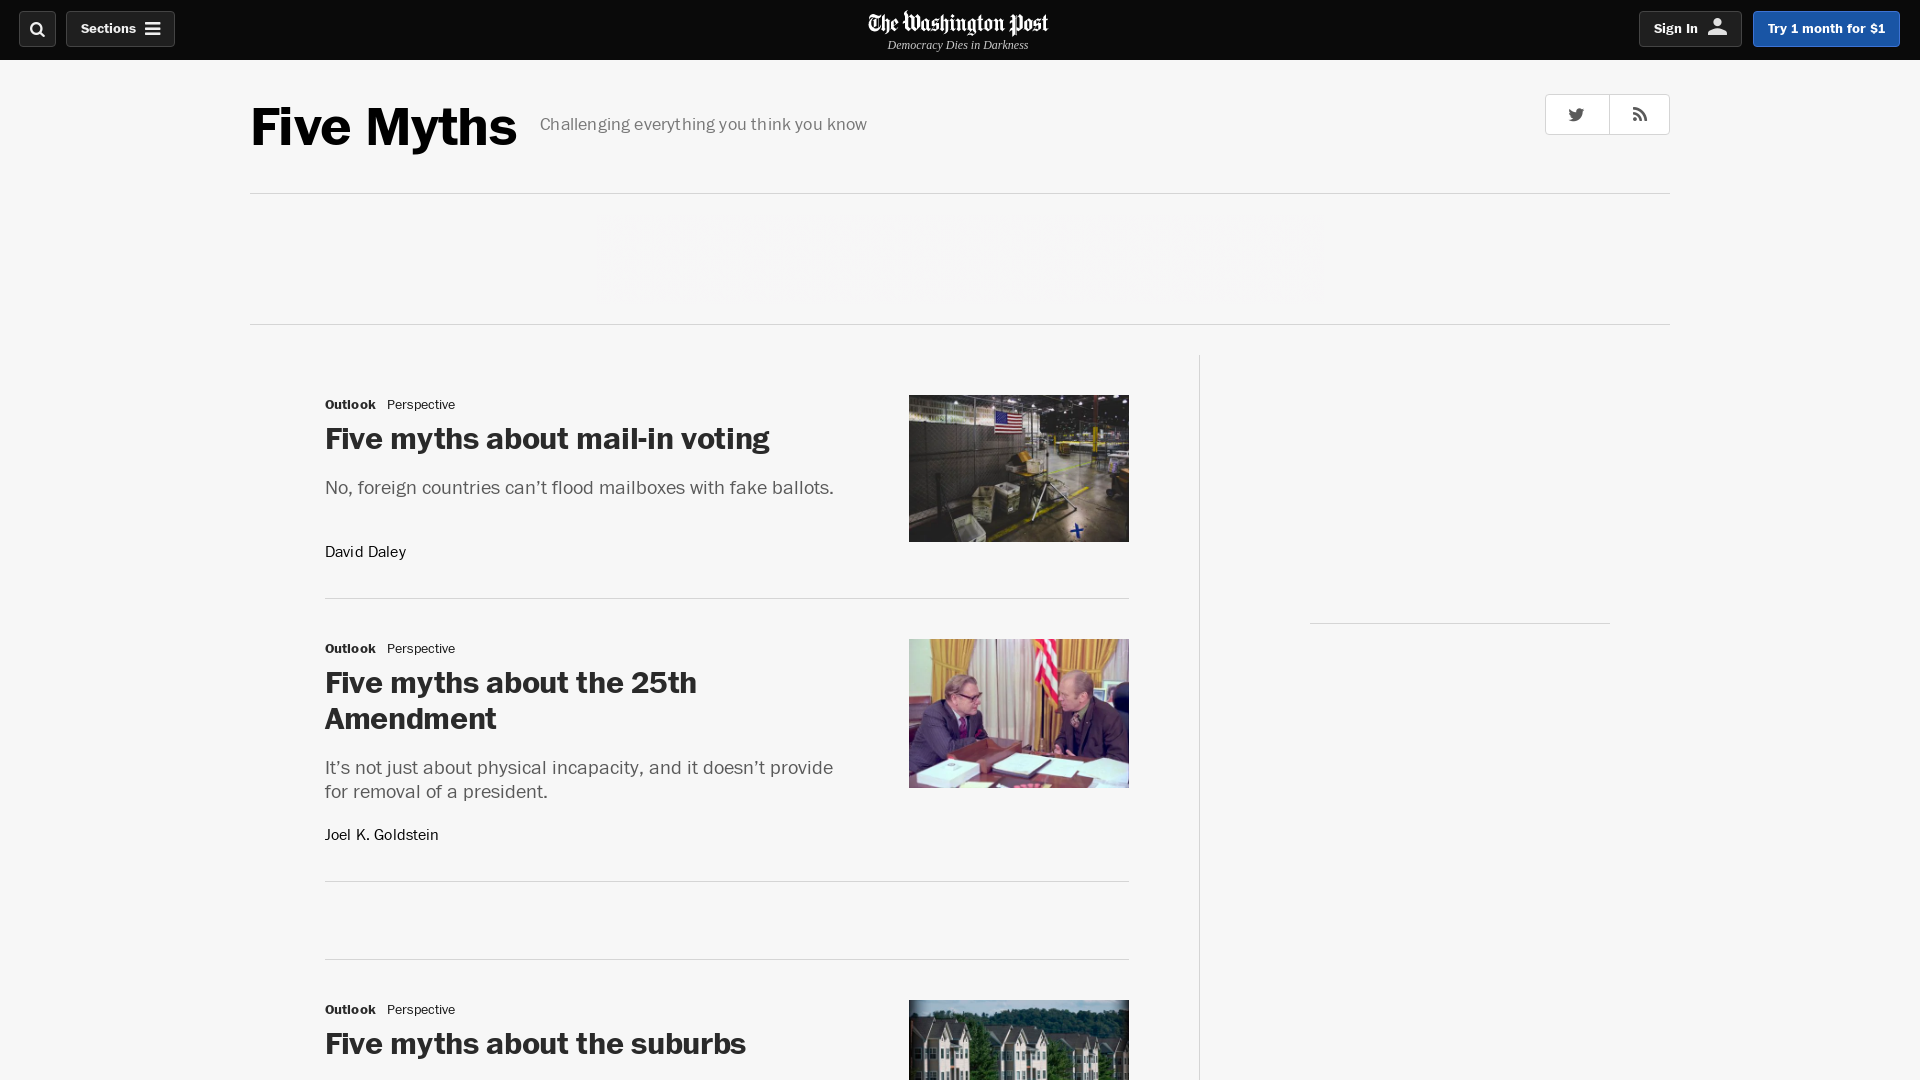 Sections
The Washington Post
Democracy Dies in Darkness
Sign In
Try 1 month for $1
Five Myths
Challenging everything you think you know
Outlook Perspective
Five myths about mail-in voting
No, foreign countries can’t flood mailboxes with fake ballots.
David Daley
Outlook Perspective
Five myths about the 25th
Amendment
It’s not just about physical incapacity, and it doesn’t provide
for removal of a president.
Joel K. Goldstein
Outlook Perspective
Five myths about the suburbs